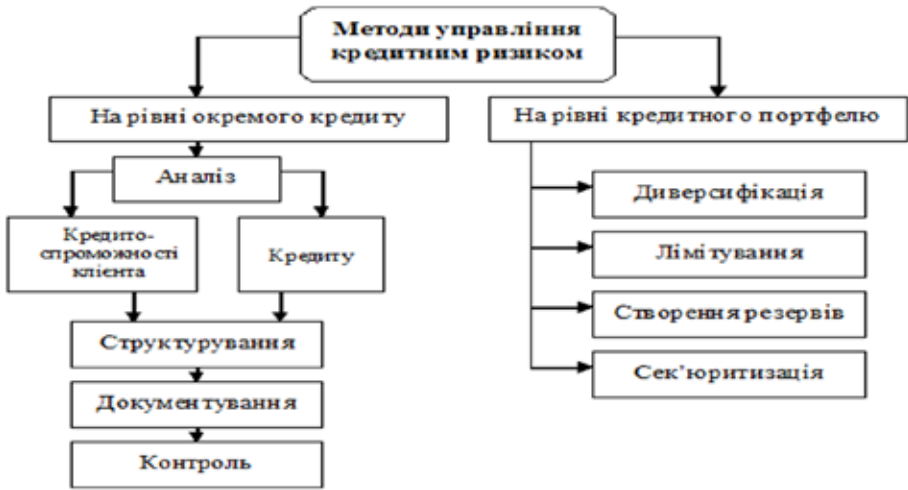 Методи управління
кредитним ризиком
На рівні окремого кредиту
На рівні кредитного портфелю
Аналіз
Кредито-
спроможності
клієнта
Кредиту
Структурування
Документування
Контроль
Диверсифікація
Лімітування
Створення резервів
Сек’юритизація